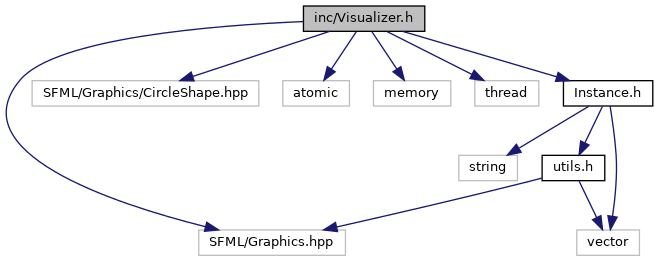 inc/Visualizer.h
SFML/Graphics/CircleShape.hpp
atomic
memory
thread
Instance.h
string
utils.h
SFML/Graphics.hpp
vector